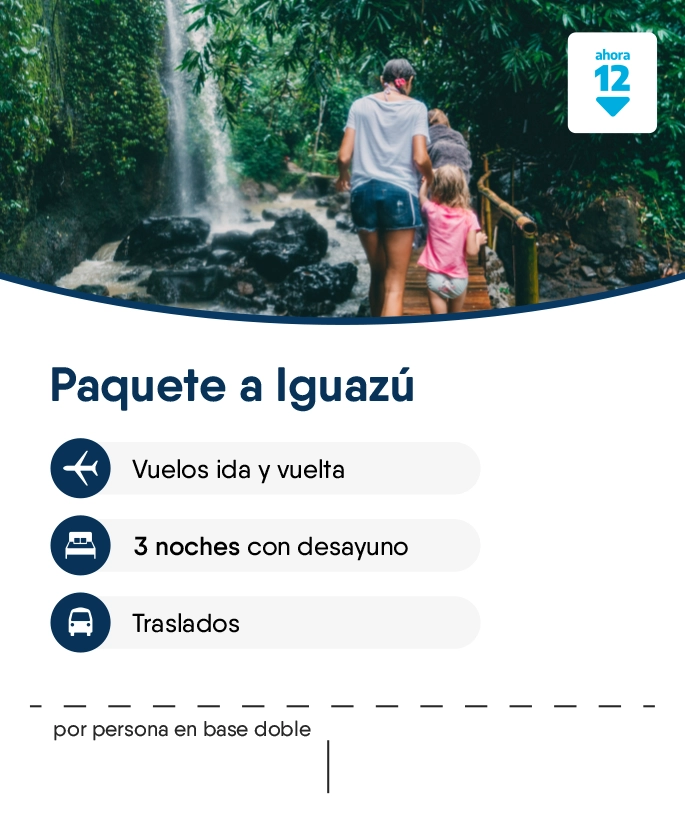 ahora
12
Paquete a Iguazú
Vuelos ida y vuelta
3 noches con desayuno
Traslados
por persona en base doble